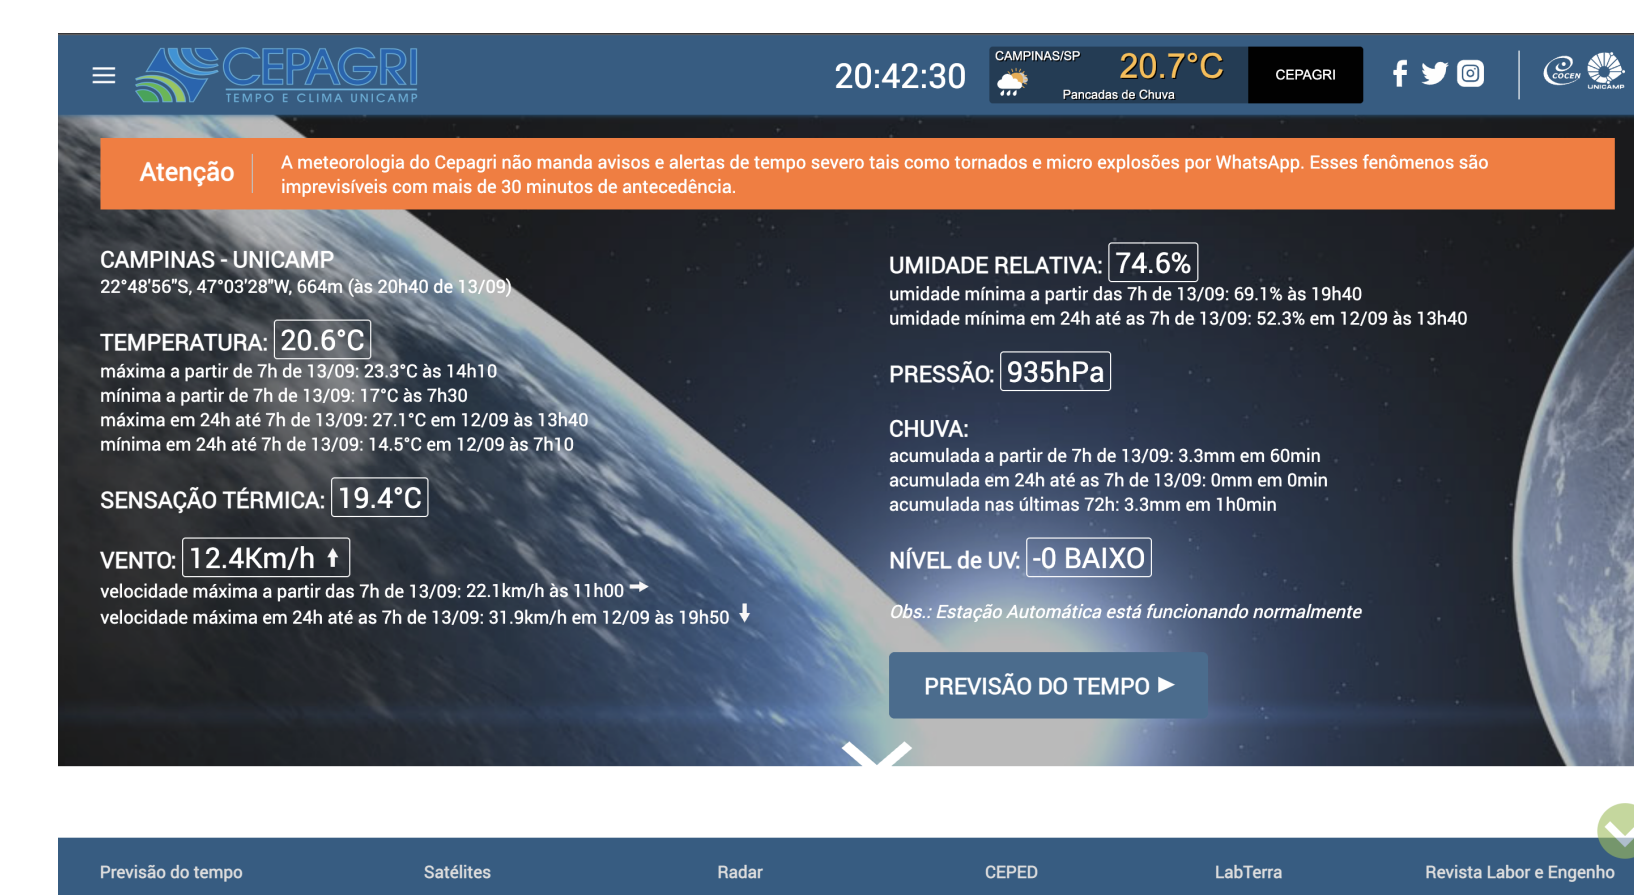 CEPAGRI
TEMPO E CLIMA UNICAMP
20:42:30
CAMPINAS/SP
20.7°C
Pancadas de Chuva
CEPAGRI
COCEN
UNICAMP
Atenção
A meteorologia do Cepagri não manda avisos e alertas de tempo severo tais como tornados e micro explosões por WhatsApp. Esses fenômenos são
imprevisíveis com mais de 30 minutos de antecedência.
CAMPINAS - UNICAMP
22°48'56"S, 47°03'28"W, 664m (às 20h40 de 13/09)
TEMPERATURA: 20.6°C
máxima a partir de 7h de 13/09: 23.3°C às 14h10
mínima a partir de 7h de 13/09: 17°C às 7h30
máxima em 24h até 7h de 13/09: 27.1°C em 12/09 às 13h40
mínima em 24h até 7h de 13/09: 14.5°C em 12/09 às 7h10
SENSAÇÃO TÉRMICA: 19.4°C
VENTO: 12.4Km/h
velocidade máxima a partir das 7h de 13/09: 22.1km/h às 11h00
velocidade máxima em 24h até as 7h de 13/09: 31.9km/h em 12/09 às 19h50
UMIDADE RELATIVA: 74.6%
umidade mínima a partir das 7h de 13/09: 69.1% às 19h40
umidade mínima em 24h até as 7h de 13/09: 52.3% em 12/09 às 13h40
PRESSÃO: 935hPa
CHUVA:
acumulada a partir de 7h de 13/09: 3.3mm em 60min
acumulada em 24h até as 7h de 13/09: 0mm em 0min
acumulada nas últimas 72h: 3.3mm em 1h0min
NÍVEL de UV: -0 BAIXO
Obs.: Estação Automática está funcionando normalmente
PREVISÃO DO TEMPO
Previsão do tempo
Satélites
Radar
CEPED
LabTerra
Revista Labor e Engenho